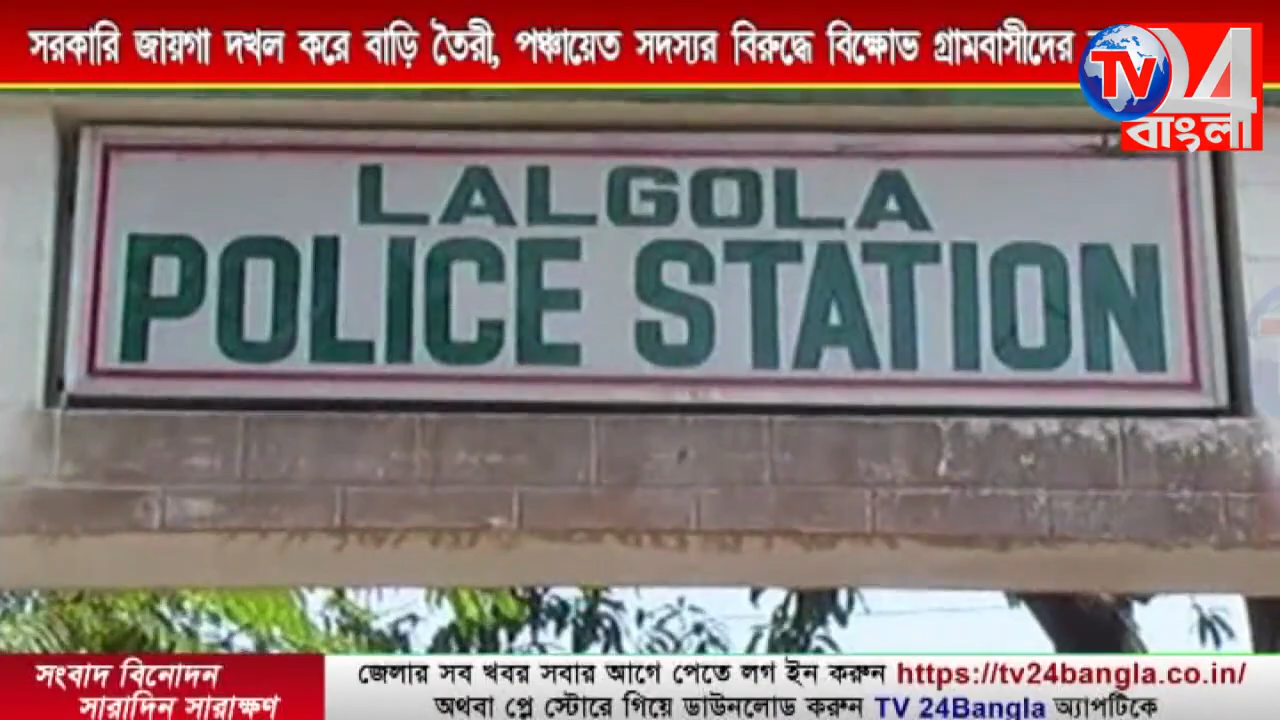 সরকারি জায়গা দখল করে বাড়ি তৈরী, পঞ্চায়েত সদস্যর বিরুদ্ধে বিক্ষোভ গ্রামবাসীদের
TV 24
বাংলা
LALGOLA
POLICE STATION
সংবাদ বিনোদন
সারাদিন সারাক্ষণ
জেলার সব খবর সবার আগে পেতে লগ ইন করুন https://tv24bangla.co.in/
অথবা প্লে স্টোরে গিয়ে ডাউনলোড করুন TV 24Bangla অ্যাপটিকে